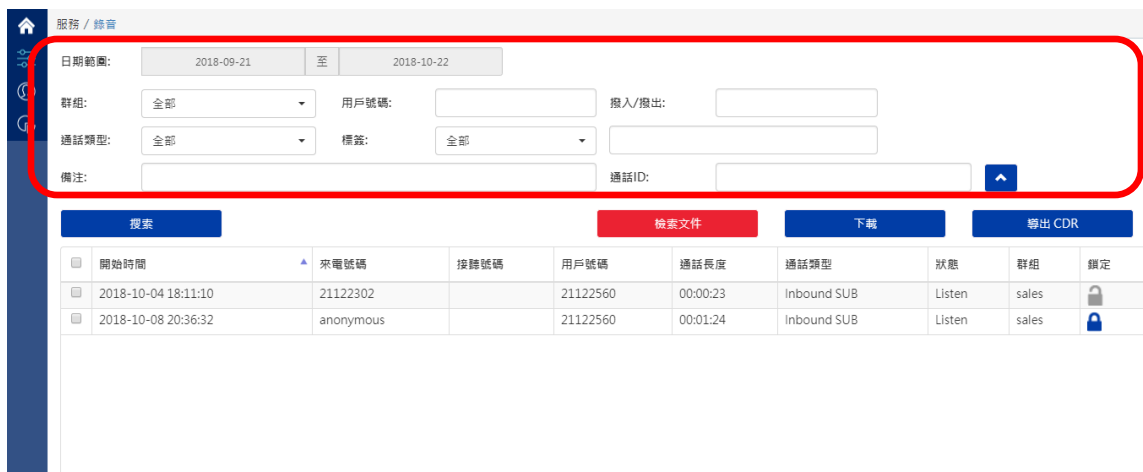 服務 / 錄音
日期範圍: 2018-09-21 至 2018-10-22
群組: 全部 用戶號碼: 撥入/撥出:
通話類型: 全部 標簽: 全部
備注: 通話ID:
搜索 檢索文件 下載 導出 CDR
開始時間 來電號碼 接聽號碼 用戶號碼 通話長度 通話類型 狀態 群組 鎖定
2018-10-04 18:11:10 21122302 21122560 00:00:23 Inbound SUB Listen sales
2018-10-08 20:36:32 anonymous 21122560 00:01:24 Inbound SUB Listen sales